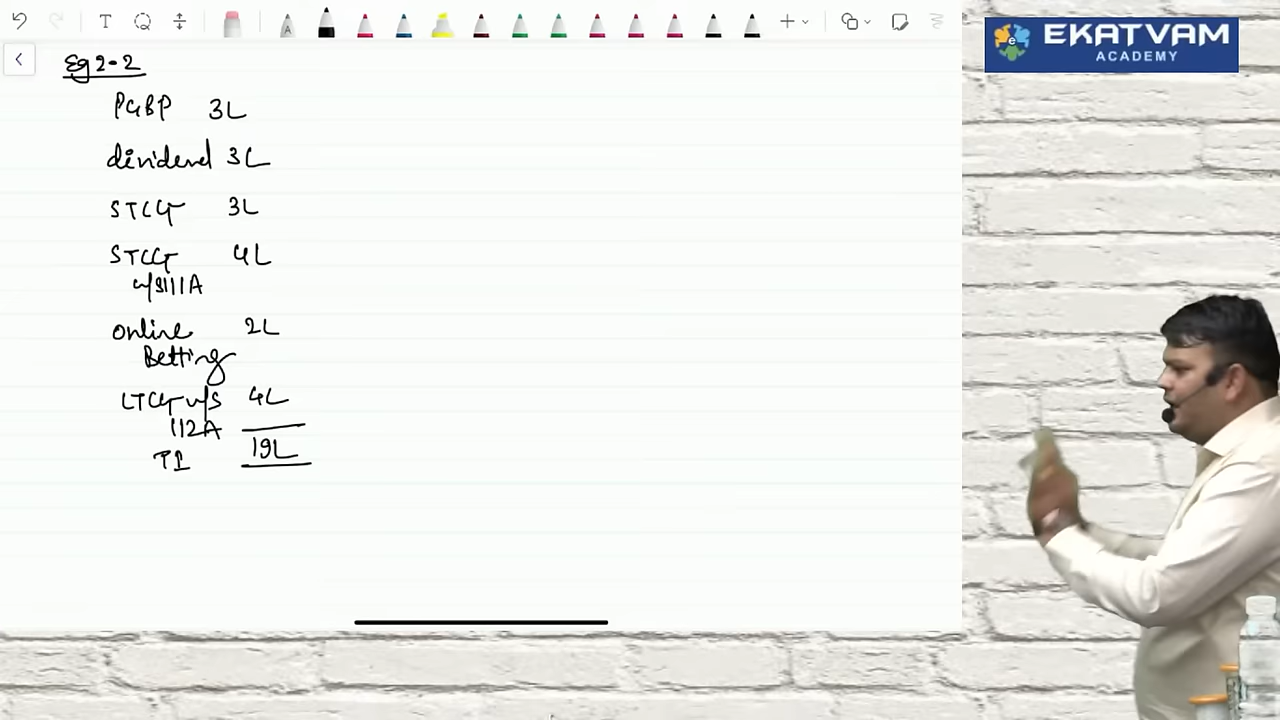 EKATVAM
ACADEMY
Eg 2-2
PGBP 3L
dividend 3L
STCG 3L
STCG 4L
u/s 111A
online 2L
Betting
LTCG u/s 4L
112A
TI 19L